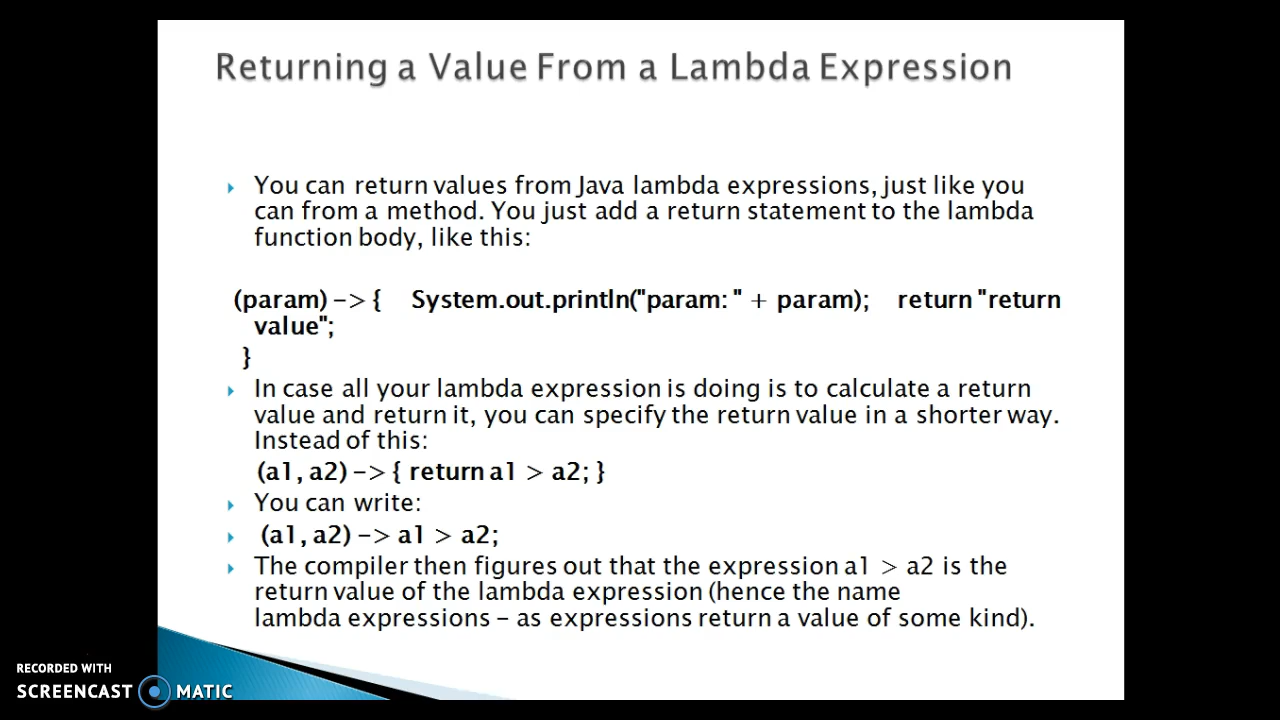 Returning a Value From a Lambda Expression
You can return values from Java lambda expressions, just like you
can from a method. You just add a return statement to the lambda
function body, like this:
(param) -> { System.out.println("param: " + param); return "return
value";
}
In case all your lambda expression is doing is to calculate a return
value and return it, you can specify the return value in a shorter way.
Instead of this:
(a1, a2) -> { return a1 > a2; }
You can write:
(a1, a2) -> a1 > a2;
The compiler then figures out that the expression a1 > a2 is the
return value of the lambda expression (hence the name
lambda expressions - as expressions return a value of some kind).
RECORDED WITH
SCREENCAST MATIC